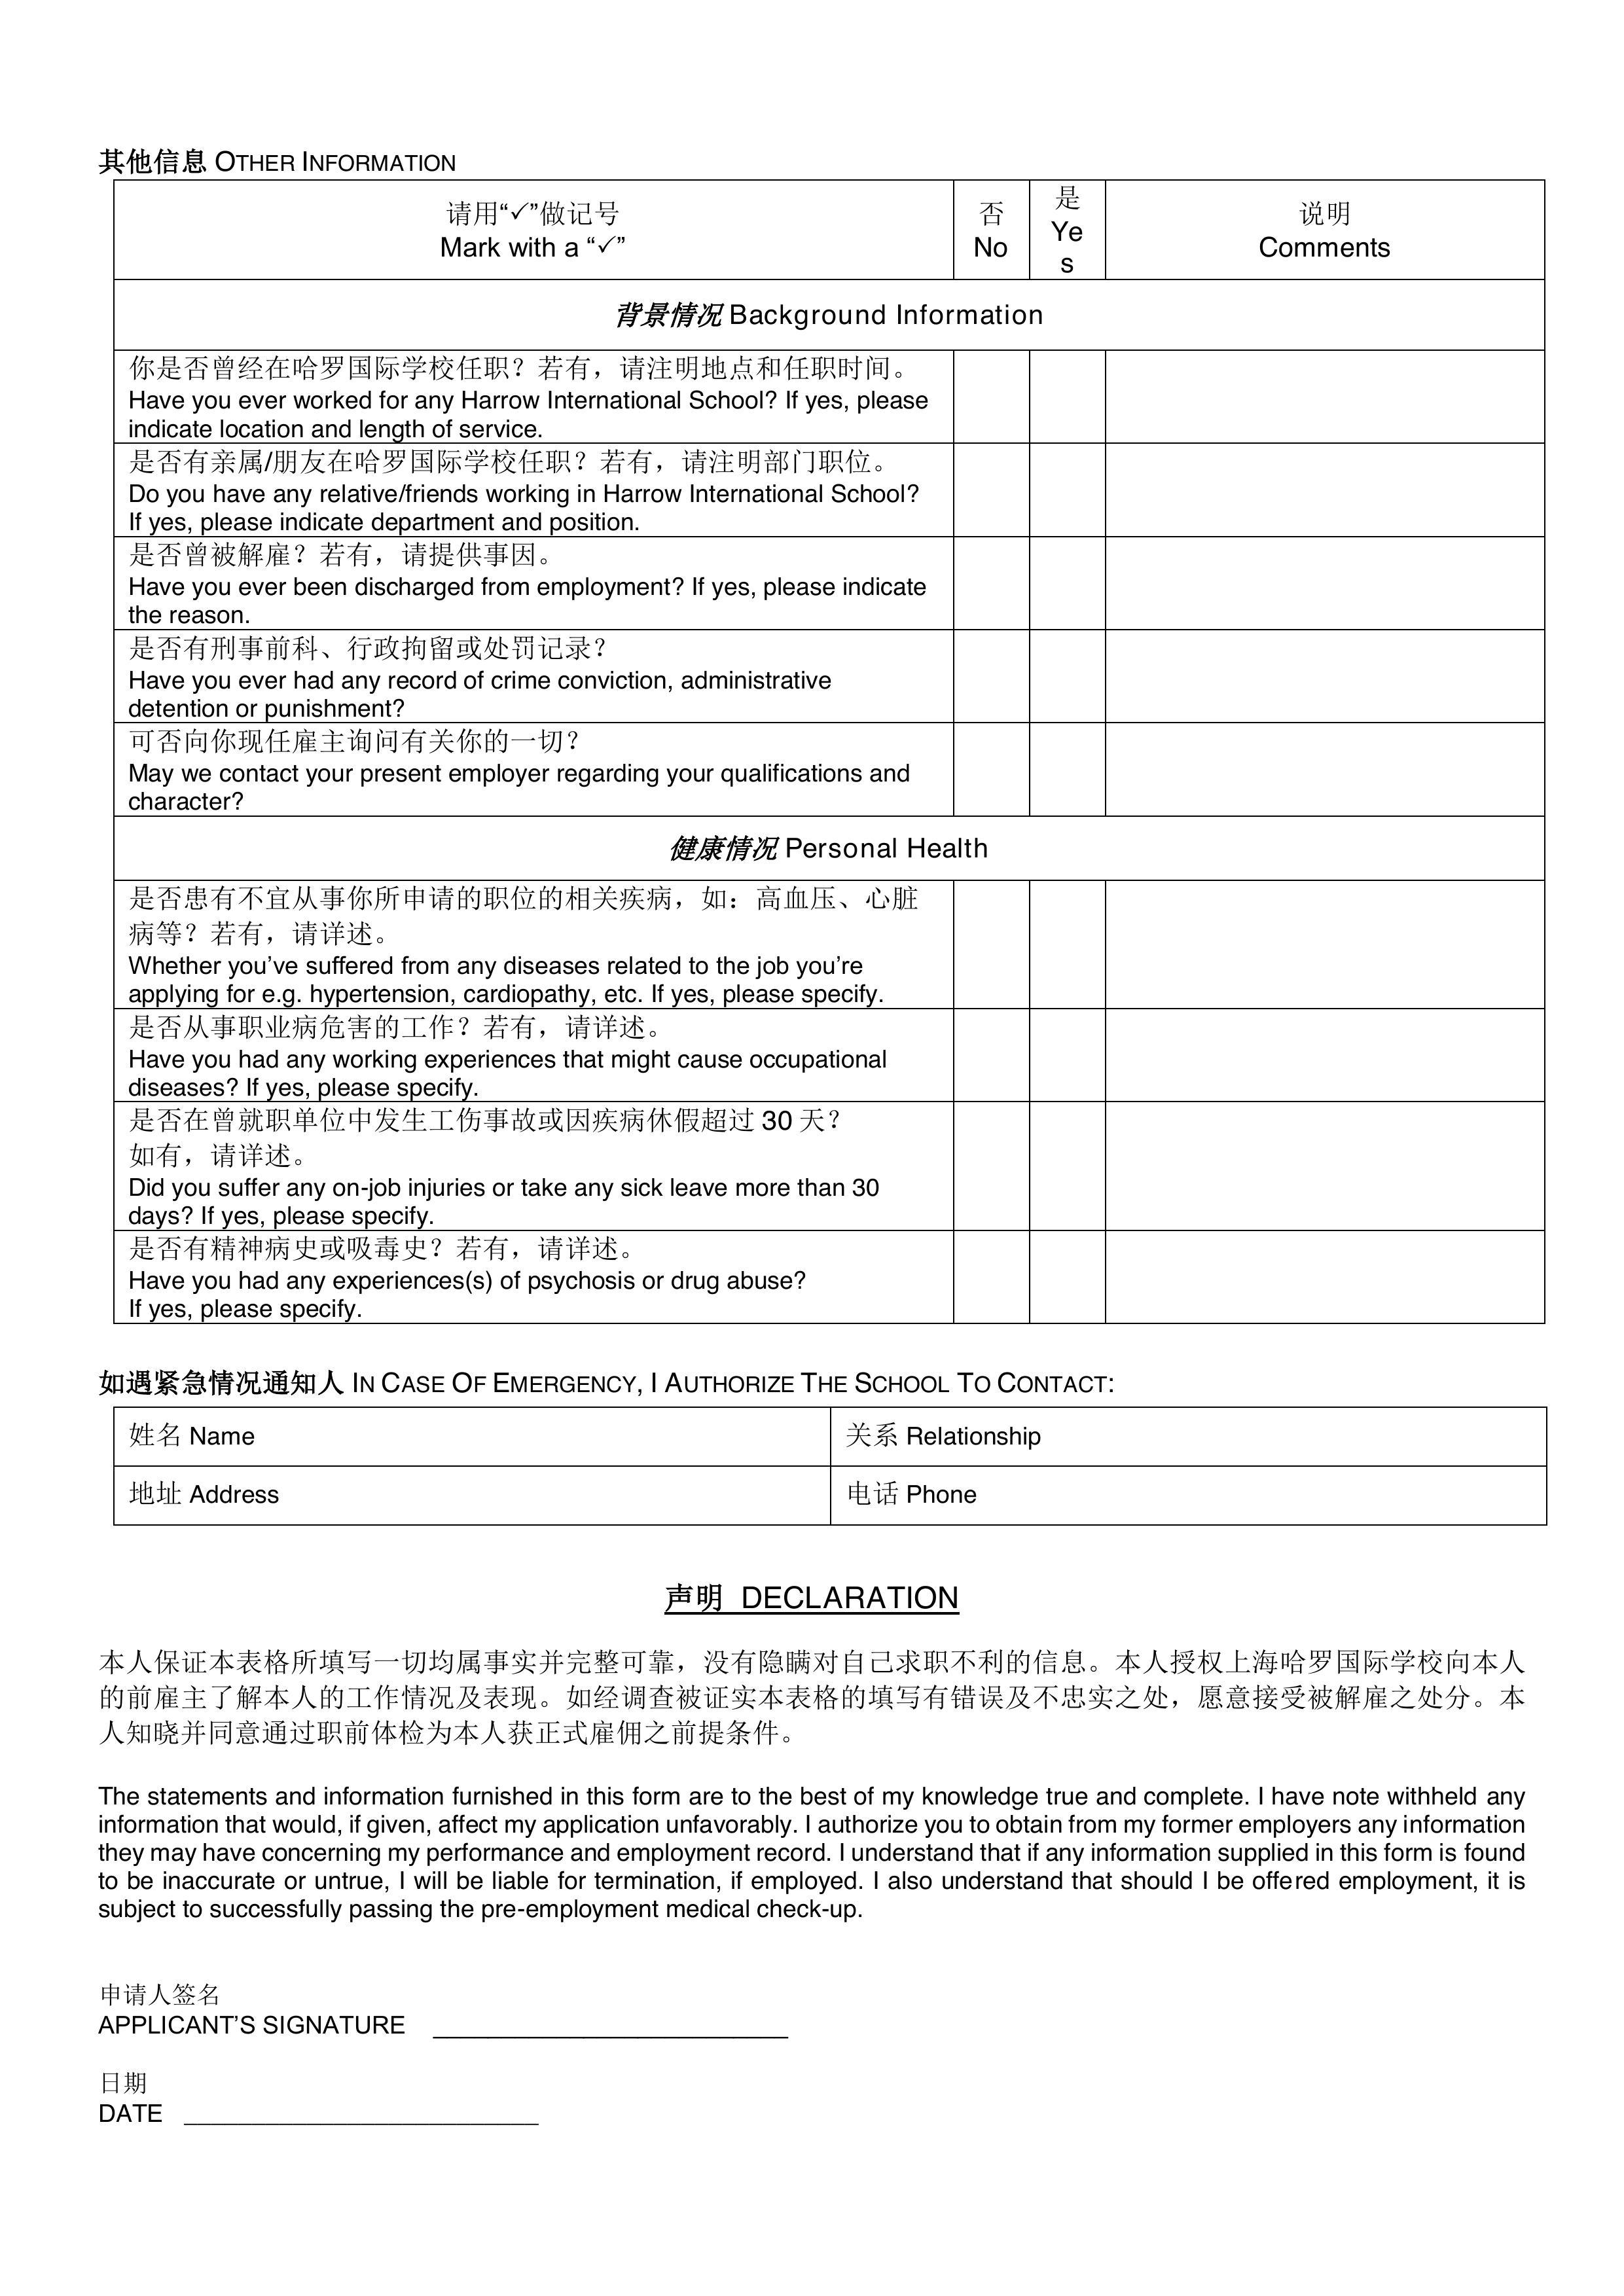 其他信息 OTHER INFORMATION
请用“✓”做记号
Mark with a “✓”
否
No
是
Ye
s
说明
Comments
背景情况 Background Information
你是否曾经在哈罗国际学校任职？若有，请注明地点和任职时间。
Have you ever worked for any Harrow International School? If yes, please
indicate location and length of service.
是否有亲属/朋友在哈罗国际学校任职？若有，请注明部门职位。
Do you have any relative/friends working in Harrow International School?
If yes, please indicate department and position.
是否曾被解雇？若有，请提供事因。
Have you ever been discharged from employment? If yes, please indicate
the reason.
是否有刑事前科、行政拘留或处罚记录？
Have you ever had any record of crime conviction, administrative
detention or punishment?
可否向你现任雇主询问有关你的一切？
May we contact your present employer regarding your qualifications and
character?
健康情况 Personal Health
是否患有不宜从事你所申请的职位的相关疾病，如：高血压、心脏
病等？若有，请详述。
Whether you’ve suffered from any diseases related to the job you’re
applying for e.g. hypertension, cardiopathy, etc. If yes, please specify.
是否从事职业病危害的工作？若有，请详述。
Have you had any working experiences that might cause occupational
diseases? If yes, please specify.
是否在曾就职单位中发生工伤事故或因疾病休假超过 30 天？
如有，请详述。
Did you suffer any on-job injuries or take any sick leave more than 30
days? If yes, please specify.
是否有精神病史或吸毒史？若有，请详述。
Have you had any experiences(s) of psychosis or drug abuse?
If yes, please specify.
如遇紧急情况通知人 IN CASE OF EMERGENCY, I AUTHORIZE THE SCHOOL TO CONTACT:
姓名 Name
关系 Relationship
地址 Address
电话 Phone
声明 DECLARATION
本人保证本表格所填写一切均属事实并完整可靠，没有隐瞒对自己求职不利的信息。本人授权上海哈罗国际学校向本人
的前雇主了解本人的工作情况及表现。如经调查被证实本表格的填写有错误及不忠实之处，愿意接受被解雇之处分。本
人知晓并同意通过职前体检为本人获正式雇佣之前提条件。
The statements and information furnished in this form are to the best of my knowledge true and complete. I have note withheld any
information that would, if given, affect my application unfavorably. I authorize you to obtain from my former employers any information
they may have concerning my performance and employment record. I understand that if any information supplied in this form is found
to be inaccurate or untrue, I will be liable for termination, if employed. I also understand that should I be offered employment, it is
subject to successfully passing the pre-employment medical check-up.
申请人签名
APPLICANT’S SIGNATURE
日期
DATE